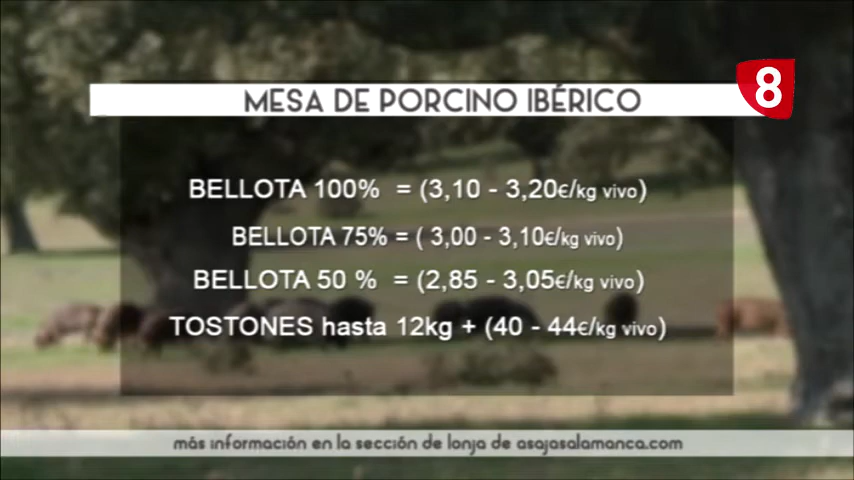 8
MESA DE PORCINO IBÉRICO
BELLOTA 100% = (3,10 - 3,20€/kg vivo)
BELLOTA 75% = ( 3,00 - 3,10€/kg vivo)
BELLOTA 50 % = (2,85 - 3,05€/kg vivo)
TOSTONES hasta 12kg + (40 - 44€/kg vivo)
más información en la sección de lonja de asajasalamanca.com